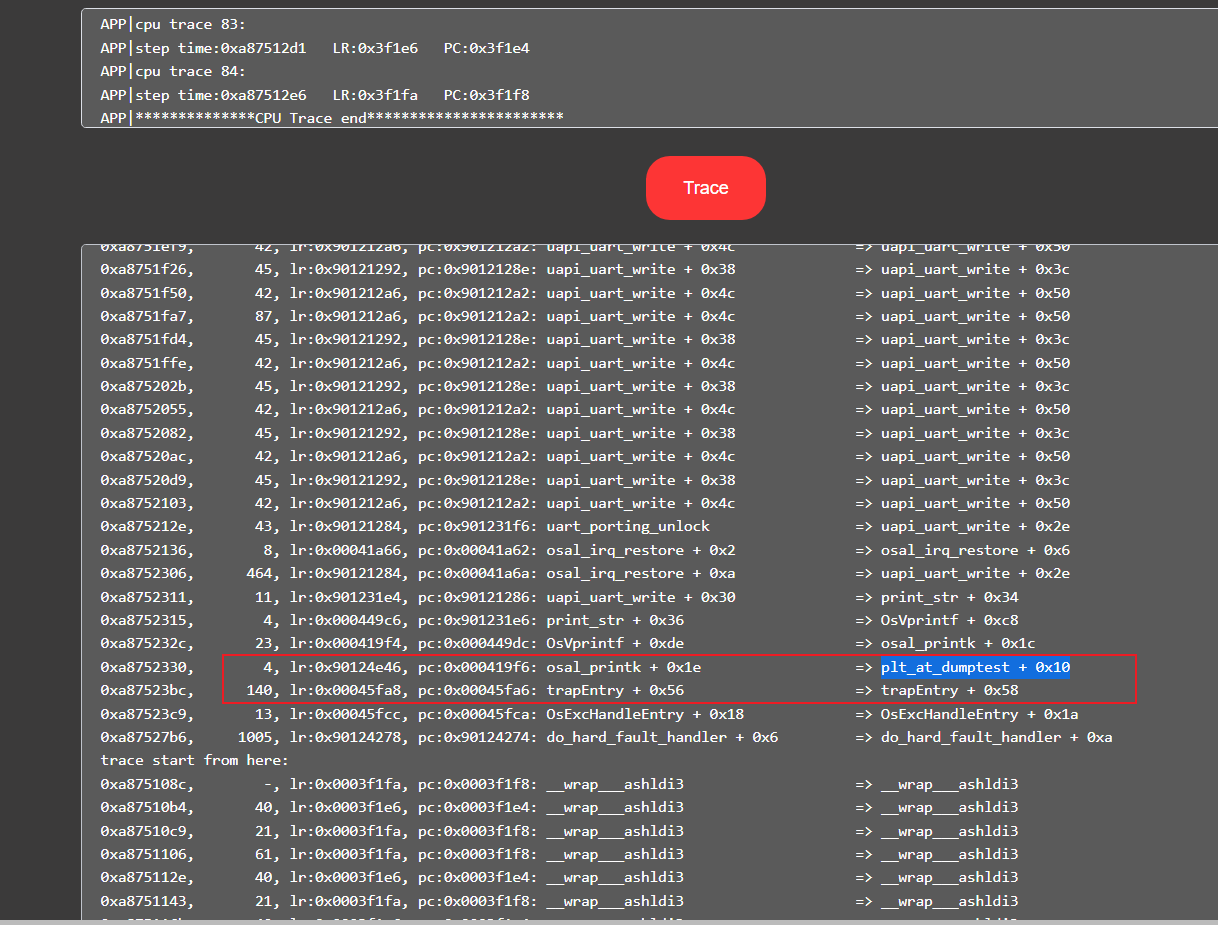 APP|cpu trace 83:
APP|step time:0xa87512d1   LR:0x3f1e6   PC:0x3f1e4
APP|cpu trace 84:
APP|step time:0xa87512e6   LR:0x3f1fa   PC:0x3f1f8
APP|**************CPU Trace end***********************
Trace
0xa8751ef9,       42, lr:0x901212a6, pc:0x901212a2: uapi_uart_write + 0x4c              => uapi_uart_write + 0x50
0xa8751f26,       45, lr:0x90121292, pc:0x9012128e: uapi_uart_write + 0x38              => uapi_uart_write + 0x3c
0xa8751f50,       42, lr:0x901212a6, pc:0x901212a2: uapi_uart_write + 0x4c              => uapi_uart_write + 0x50
0xa8751fa7,       87, lr:0x901212a6, pc:0x901212a2: uapi_uart_write + 0x4c              => uapi_uart_write + 0x50
0xa8751fd4,       45, lr:0x90121292, pc:0x9012128e: uapi_uart_write + 0x38              => uapi_uart_write + 0x3c
0xa8751ffe,       42, lr:0x901212a6, pc:0x901212a2: uapi_uart_write + 0x4c              => uapi_uart_write + 0x50
0xa875202b,       45, lr:0x90121292, pc:0x9012128e: uapi_uart_write + 0x38              => uapi_uart_write + 0x3c
0xa8752055,       42, lr:0x901212a6, pc:0x901212a2: uapi_uart_write + 0x4c              => uapi_uart_write + 0x50
0xa8752082,       45, lr:0x90121292, pc:0x9012128e: uapi_uart_write + 0x38              => uapi_uart_write + 0x3c
0xa87520ac,       42, lr:0x901212a6, pc:0x901212a2: uapi_uart_write + 0x4c              => uapi_uart_write + 0x50
0xa87520d9,       45, lr:0x90121292, pc:0x9012128e: uapi_uart_write + 0x38              => uapi_uart_write + 0x3c
0xa8752103,       42, lr:0x901212a6, pc:0x901212a2: uapi_uart_write + 0x4c              => uapi_uart_write + 0x50
0xa875212e,       43, lr:0x90121284, pc:0x901231f6: uart_porting_unlock                 => uapi_uart_write + 0x2e
0xa8752136,        8, lr:0x00041a66, pc:0x00041a62: osal_irq_restore + 0x2              => osal_irq_restore + 0x6
0xa8752306,      464, lr:0x90121284, pc:0x00041a6a: osal_irq_restore + 0xa              => uapi_uart_write + 0x2e
0xa8752311,       11, lr:0x901231e4, pc:0x90121286: uapi_uart_write + 0x30              => print_str + 0x34
0xa8752315,        4, lr:0x000449c6, pc:0x901231e6: print_str + 0x36                    => OsVprintf + 0xc8
0xa875232c,       23, lr:0x000419f4, pc:0x000449dc: OsVprintf + 0xde                    => osal_printk + 0x1c
0xa8752330,        4, lr:0x90124e46, pc:0x000419f6: osal_printk + 0x1e                  => plt_at_dumptest + 0x10
0xa87523bc,      140, lr:0x00045fa8, pc:0x00045fa6: trapEntry + 0x56                    => trapEntry + 0x58
0xa87523c9,       13, lr:0x00045fcc, pc:0x00045fca: OsExcHandleEntry + 0x18             => OsExcHandleEntry + 0x1a
0xa87527b6,     1005, lr:0x90124278, pc:0x90124274: do_hard_fault_handler + 0x6         => do_hard_fault_handler + 0xa
trace start from here:
0xa875108c,        -, lr:0x0003f1fa, pc:0x0003f1f8: __wrap___ashldi3                    => __wrap___ashldi3
0xa87510b4,       40, lr:0x0003f1e6, pc:0x0003f1e4: __wrap___ashldi3                    => __wrap___ashldi3
0xa87510c9,       21, lr:0x0003f1fa, pc:0x0003f1f8: __wrap___ashldi3                    => __wrap___ashldi3
0xa8751106,       61, lr:0x0003f1fa, pc:0x0003f1f8: __wrap___ashldi3                    => __wrap___ashldi3
0xa875112e,       40, lr:0x0003f1e6, pc:0x0003f1e4: __wrap___ashldi3                    => __wrap___ashldi3
0xa8751143,       21, lr:0x0003f1fa, pc:0x0003f1f8: __wrap___ashldi3                    => __wrap___ashldi3